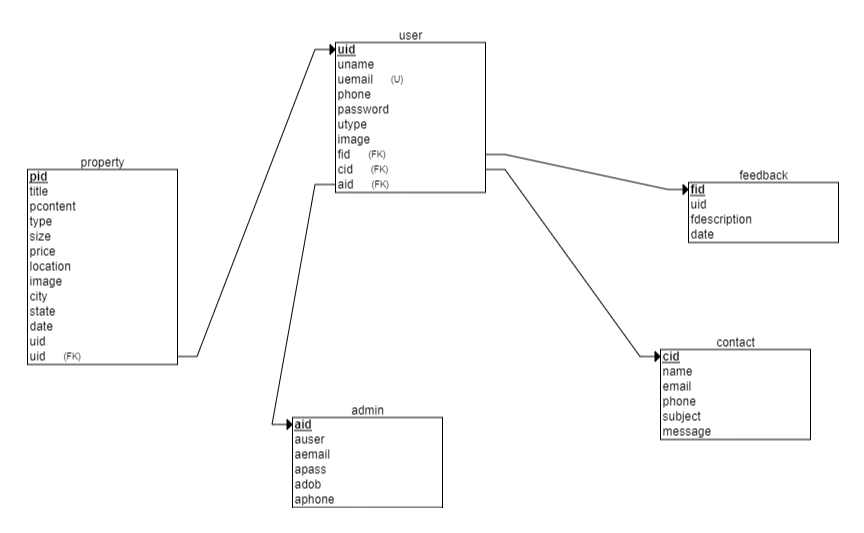 user
uid
uname
uemail (U)
phone
password
utype
image
fid (FK)
cid (FK)
aid (FK)
property
pid
title
pcontent
type
size
price
location
image
city
state
date
uid
uid (FK)
feedback
fid
uid
fdescription
date
contact
cid
name
email
phone
subject
message
admin
aid
auser
aemail
apass
adob
aphone